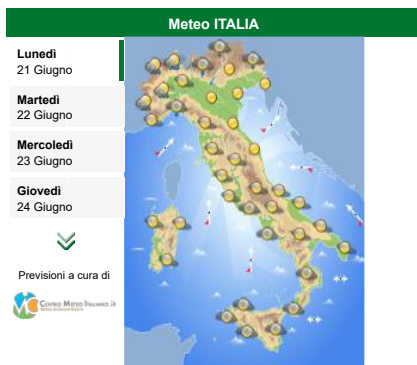 Meteo ITALIA
Lunedì
21 Giugno
Martedì
22 Giugno
Mercoledì
23 Giugno
Giovedì
24 Giugno
Previsioni a cura di
CENTRO METEO ITALIANO.it